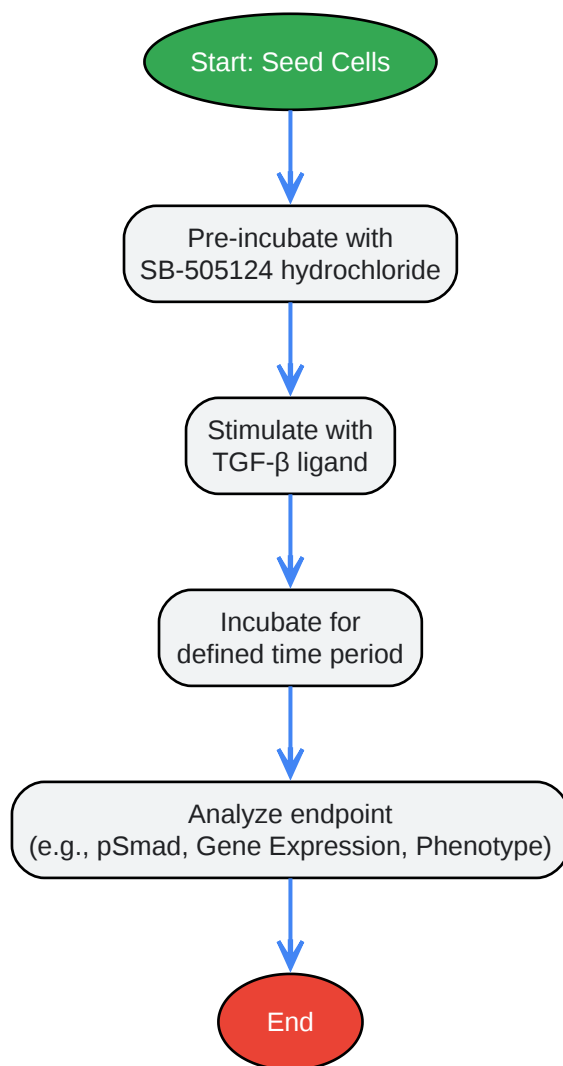 Start: Seed Cells
Pre-incubate with
SB-505124 hydrochloride
Stimulate with
TGF-β ligand
Incubate for
defined time period
Analyze endpoint
(e.g., pSmad, Gene Expression, Phenotype)
End